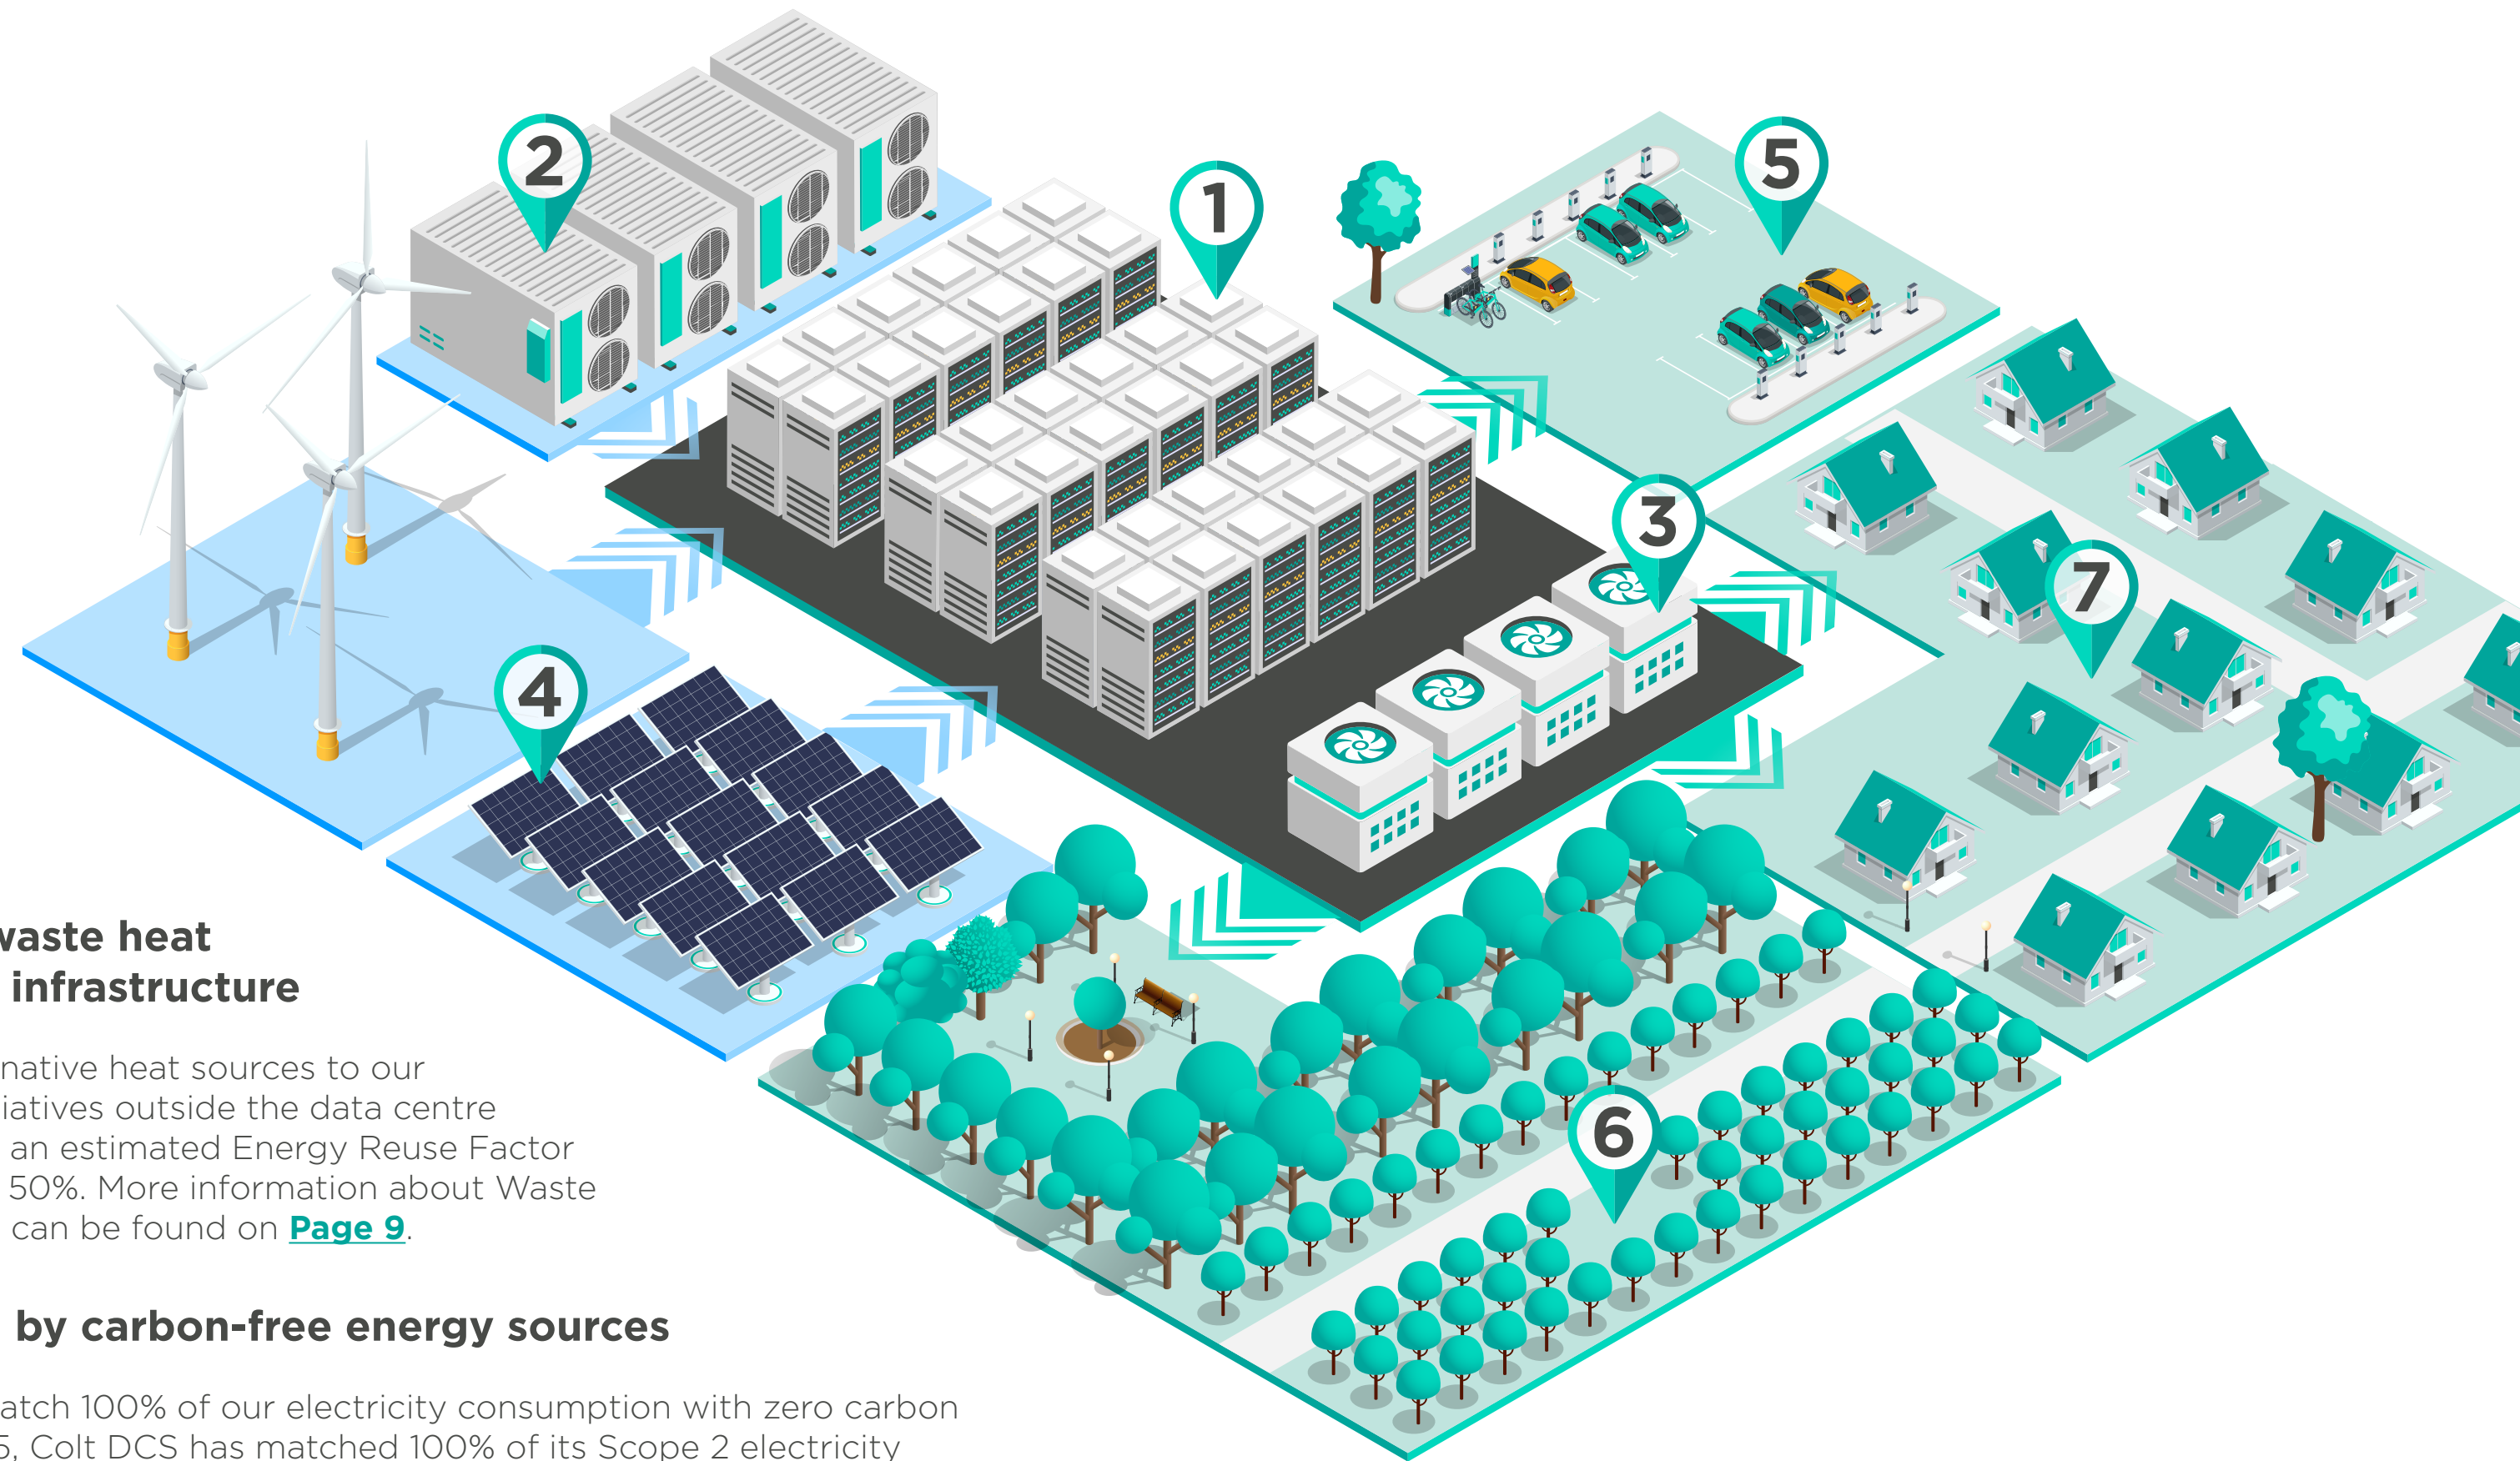 2
1
5
3
7
4
waste heat
infrastructure
native heat sources to our
iatives outside the data centre
an estimated Energy Reuse Factor
50%. More information about Waste
can be found on Page 9.
6
by carbon-free energy sources
atch 100% of our electricity consumption with zero carbon
5, Colt DCS has matched 100% of its Scope 2 electricity